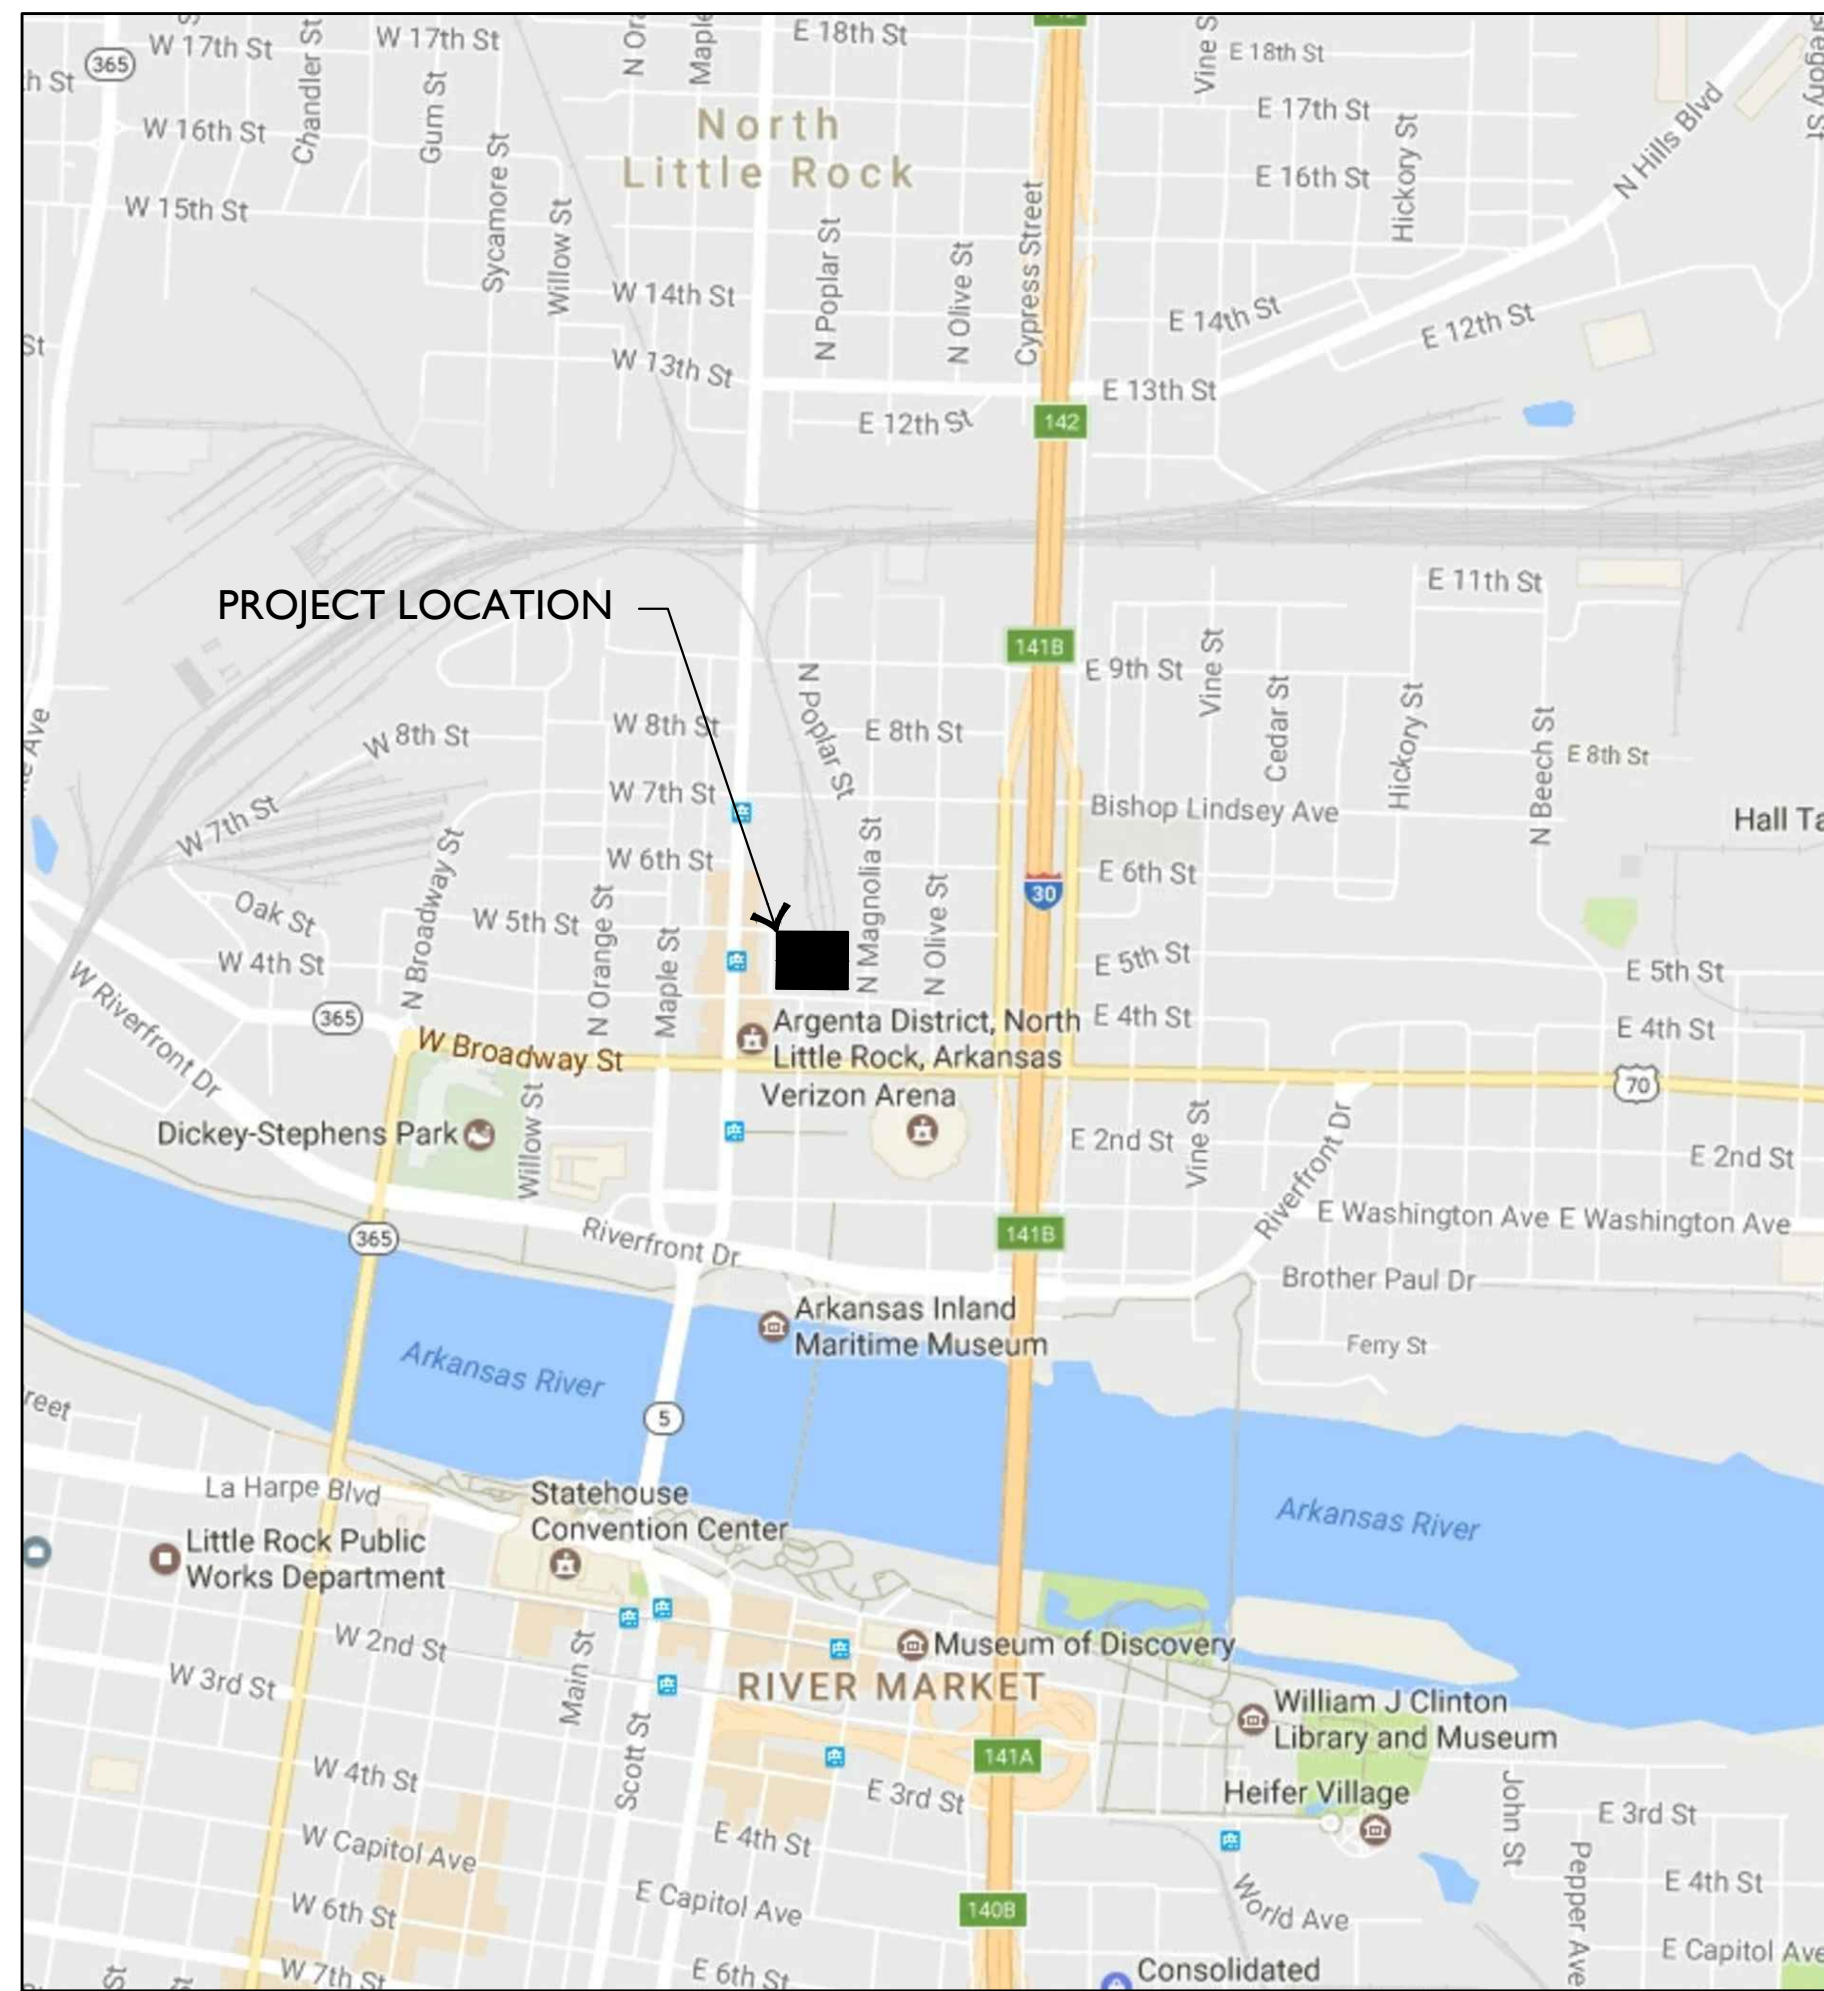 142
W 17th St
W 17th St
E 18th St
E 18th St
365
Chandler St
Gum St
Maple
Vine S
E 17th St
N Hills Blvd
W 16th St
North
Little Rock
Hickory St
E 16th St
Sycamore St
W 15th St
Willow St
N Poplar St
N Olive St
Cypress Street
W 14th St
E 14th St
E 12th St
St
W 13th St
E 13th St
E 12th St
142
PROJECT LOCATION
E 11th St
141B
E 9th St
Vine St
N Poplar St
Cedar St
Hickory St
N Beech St
W 8th St
W 8th St
E 8th St
E 8th St
W 7th St
W 7th St
Bishop Lindsey Ave
Hall Ta
N Broadway St
W 6th St
N Magnolia St
E 6th St
30
Oak St
W 5th St
N Orange St
Maple St
N Olive St
E 5th St
E 5th St
W 4th St
W Riverfront Dr
365
Argenta District, North
Little Rock, Arkansas
E 4th St
E 4th St
W Broadway St
70
Verizon Arena
Dickey-Stephens Park
Willow St
E 2nd St
Vine St
Riverfront Dr
E 2nd St
365
Riverfront Dr
141B
E Washington Ave
E Washington Ave
Brother Paul Dr
Arkansas Inland
Maritime Museum
Ferry St
Arkansas River
reet
5
La Harpe Blvd
Statehouse
Convention Center
Arkansas River
Little Rock Public
Works Department
W 2nd St
Main St
Museum of Discovery
W 3rd St
RIVER MARKET
William J Clinton
Library and Museum
Scott St
141A
W 4th St
E 3rd St
Heifer Village
John St
E 3rd St
W Capitol Ave
E 4th St
Pepper Ave
E 4th St
W 6th St
E Capitol Ave
140B
World Ave
E Capitol Ave
W 7th St
E 6th St
Consolidated